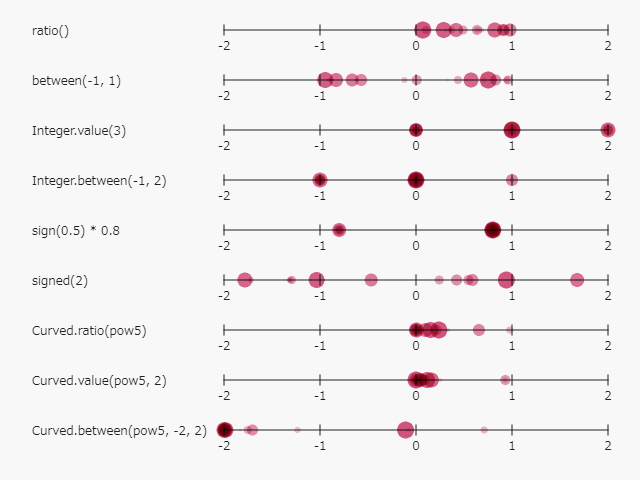 ratio()
-2 -1 0 1 2
between(-1, 1)
-2 -1 0 1 2
Integer.value(3)
-2 -1 0 1 2
Integer.between(-1, 2)
-2 -1 0 1 2
sign(0.5) * 0.8
-2 -1 0 1 2
signed(2)
-2 -1 0 1 2
Curved.ratio(pow5)
-2 -1 0 1 2
Curved.value(pow5, 2)
-2 -1 0 1 2
Curved.between(pow5, -2, 2)
-2 -1 0 1 2